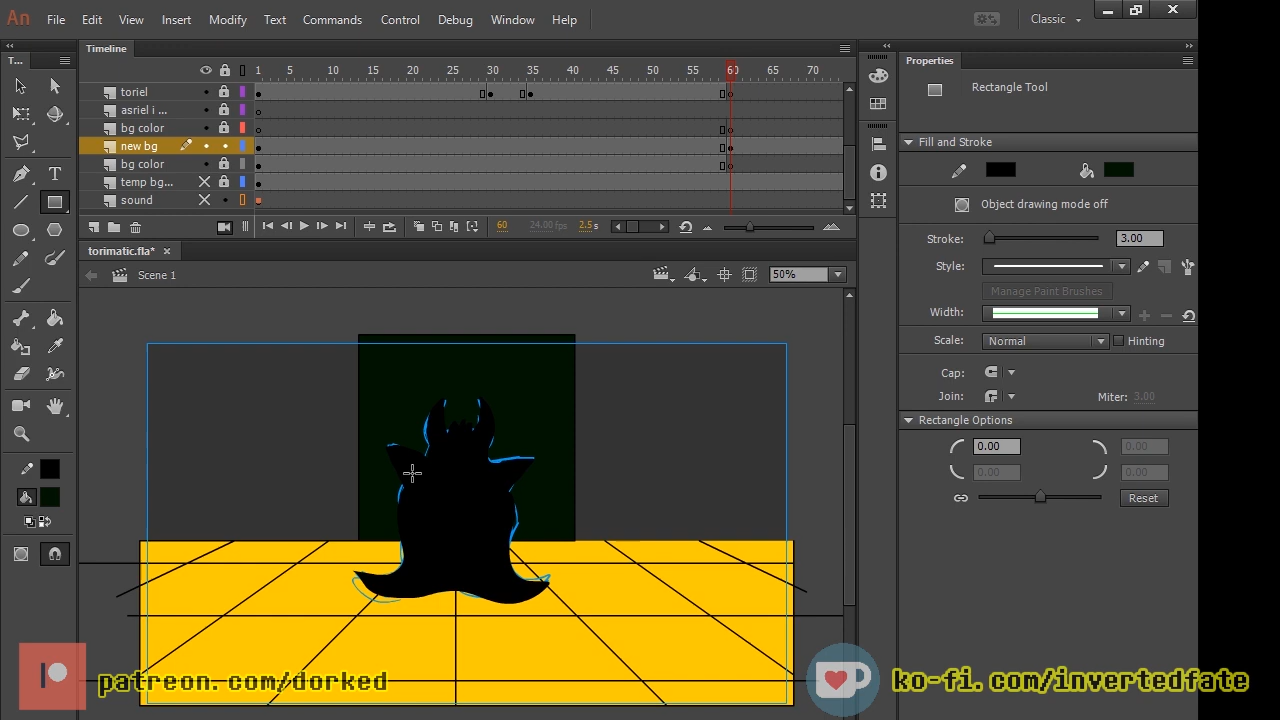 An File Edit View Insert Modify Text Commands Control Debug Window Help Classic
T... Timeline Properties
1 5 10 15 20 25 30 35 40 45 50 55 60 65 70
Rectangle Tool
toriel
asriel i ...
bg color
new bg
bg color
temp bg...
sound
Fill and Stroke
Object drawing mode off
60 24.00 fps 2.5 s
Stroke: 3.00
torimatic.fla* ×
Style:
Scene 1 50%
Manage Paint Brushes
Width:
Scale: Normal Hinting
Cap:
Join: Miter: 3.00
Rectangle Options
0.00 0.00
0.00 0.00
Reset
patreon.com/dorked
ko-fi.com/invertedfate